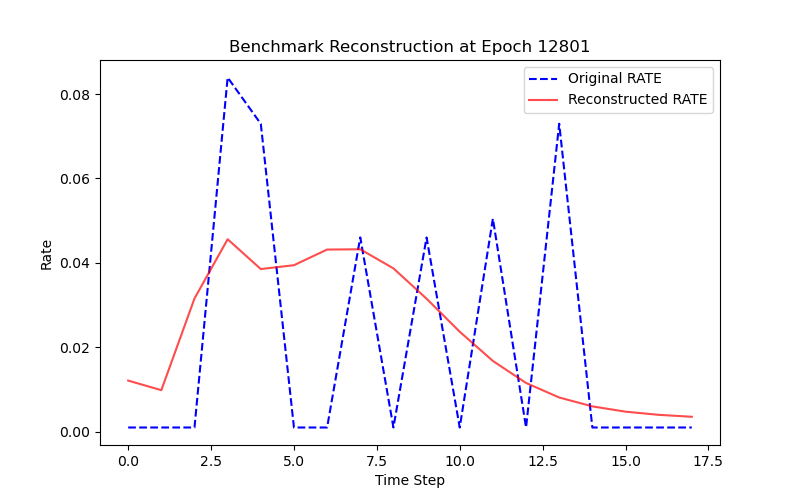 Benchmark Reconstruction at Epoch 12801
Original RATE
Reconstructed RATE
Rate
0.08
0.06
0.04
0.02
0.00
0.0 2.5 5.0 7.5 10.0 12.5 15.0 17.5
Time Step